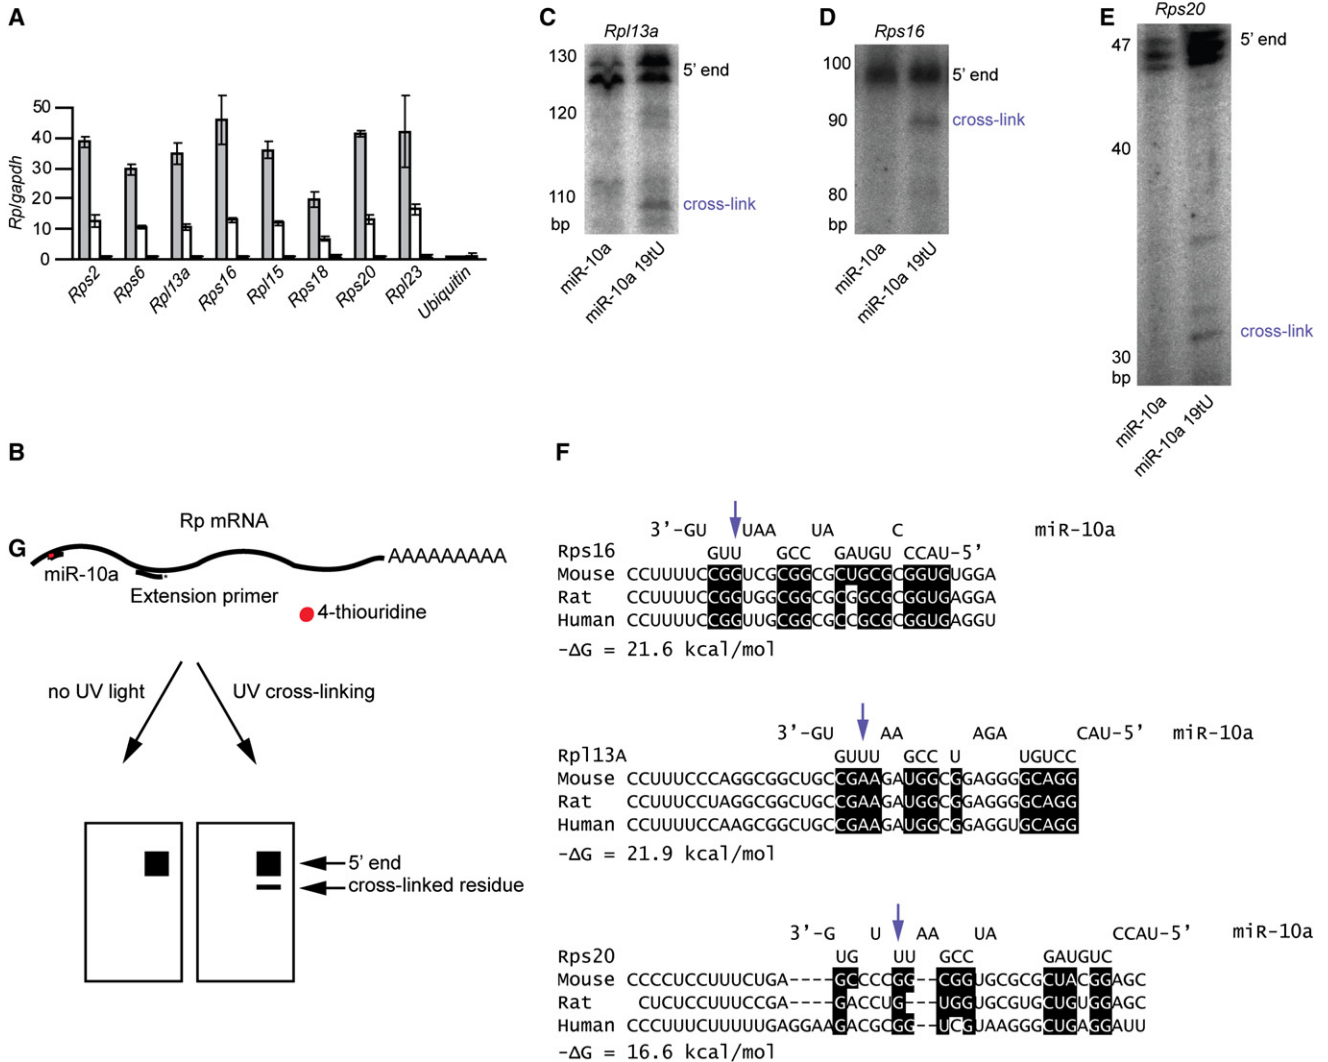 A
Rpl/gapdh
50
40
30
20
10
0
Rps2 Rps6 Rpl13a Rps16 Rpl15 Rps18 Rps20 Rpl23 Ubiquitin
C
Rpl13a
130
120
110
bp
5' end
cross-link
miR-10a
miR-10a 19tU
D
Rps16
100
90
80
bp
5' end
cross-link
miR-10a
miR-10a 19tU
E
Rps20
47
40
30
bp
5' end
cross-link
miR-10a
miR-10a 19tU
B
Rp mRNA
G
miR-10a
AAAAAAAAA
Extension primer
4-thiouridine
no UV light
UV cross-linking
5' end
cross-linked residue
F
3’-GU UAA UA C miR-10a
Rps16 GUU GCC GAUGU CCAU-5’
Mouse CCUUUUCCGGUCGCGGCGCUGCGCGGUGUGGA
Rat CCUUUUCCGGUGGCGGCGCGGCGCGGUGAGGA
Human CCUUUUCCGGUUGCGGCGCCGCGCGGUGAGGU
-ΔG = 21.6 kcal/mol
3’-GU AA AGA CAU-5’ miR-10a
Rpl13A GUUU GCC U UGUCC
Mouse CCUUUCCCAGGCGGCUGCCGAAGAUGGCGGAGGGGCAGG
Rat CCUUUCCUAGGCGGCUGCCGAAGAUGGCGGAGGGGCAGG
Human CCUUUUCCAAGCGGCUGCCGAAGAUGGCGGAGGUGCAGG
-ΔG = 21.9 kcal/mol
3’-G U AA UA CCAU-5’ miR-10a
Rps20 UG UU GCC GAUGUC
Mouse CCCCUCCUUUCUGA----GCCCCGG--CGGUGCGCGCUACGGAGC
Rat CUCUCCUUUCCGA----GACCUG---UGGUGCGUGCUGUGGAGC
Human CCCUUUCUUUUUGAGGAAGACGCGG--UCGUAAGGGCUGAGGAUU
-ΔG = 16.6 kcal/mol